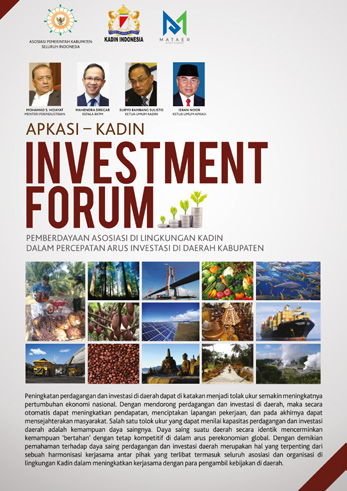 ASOSIASI PEMERINTAH KABUPATEN
SELURUH INDONESIA
KADIN INDONESIA
MATAER
MOHAMAD S. HIDAYAT
MENTERI PERINDUSTRIAN
MAHENDRA SIREGAR
KEPALA BKPM
SURYO BAMBANG SULISTO
KETUA UMUM KADIN
ISRAN NOOR
KETUA UMUM APKASI
APKASI – KADIN
INVESTMENT
FORUM
PEMBERDAYAAN ASOSIASI DI LINGKUNGAN KADIN
DALAM PERCEPATAN ARUS INVESTASI DI DAERAH KABUPATEN
Peningkatan perdagangan dan investasi di daerah dapat di katakan menjadi tolak ukur semakin meningkatnya
pertumbuhan ekonomi nasional. Dengan mendorong perdagangan dan investasi di daerah, maka secara
otomatis dapat meningkatkan pendapatan, menciptakan lapangan pekerjaan, dan pada akhirnya dapat
mensejahterakan masyarakat. Salah satu tolok ukur yang dapat menilai kapasitas perdagangan dan investasi
daerah adalah kemampuan daya saingnya. Daya saing suatu daerah identik mencerminkan
kemampuan 'bertahan' dengan tetap kompetitif di dalam arus perekonomian global. Dengan demikian
pemahaman terhadap daya saing perdagangan dan investasi daerah merupakan hal yang terpenting dari
sebuah harmonisasi kerjasama antar pihak yang terlibat termasuk seluruh asosiasi dan organisasi di
lingkungan Kadin dalam meningkatkan kerjasama dengan para pengambil kebijakan di daerah.